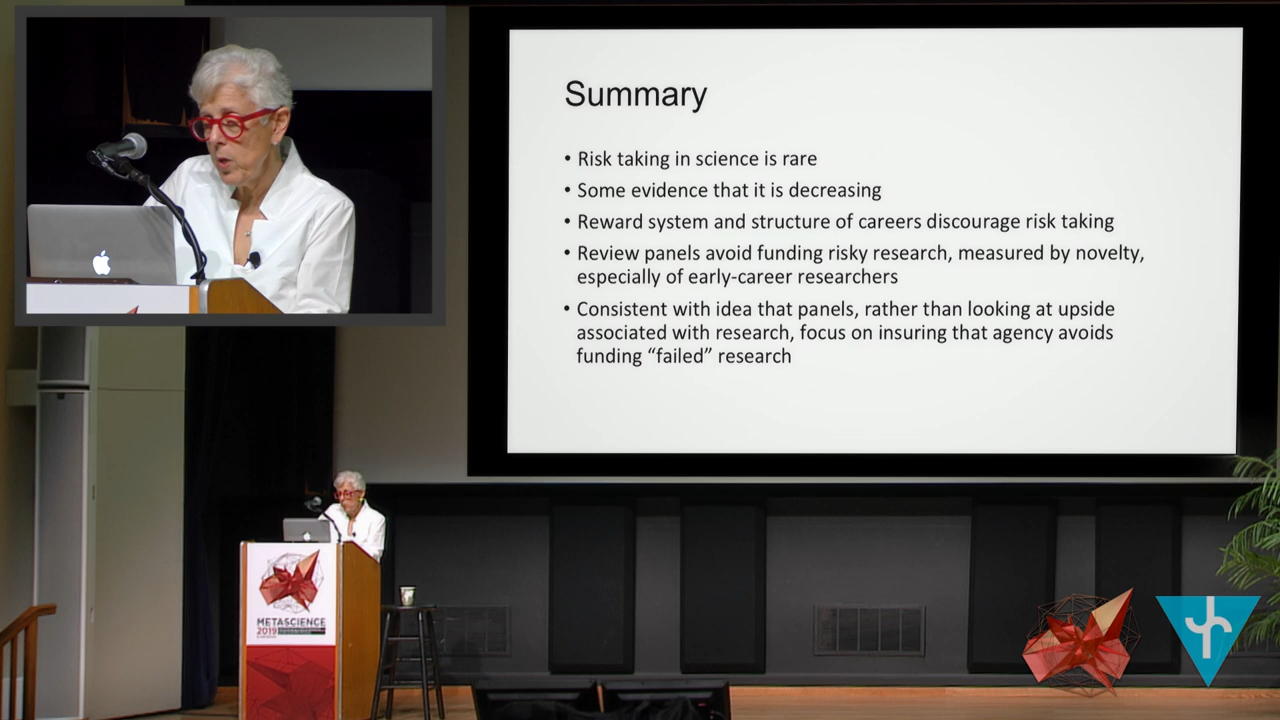 Summary
• Risk taking in science is rare
• Some evidence that it is decreasing
• Reward system and structure of careers discourage risk taking
• Review panels avoid funding risky research, measured by novelty,
especially of early-career researchers
• Consistent with idea that panels, rather than looking at upside
associated with research, focus on insuring that agency avoids
funding “failed” research
METASCIENCE
2019